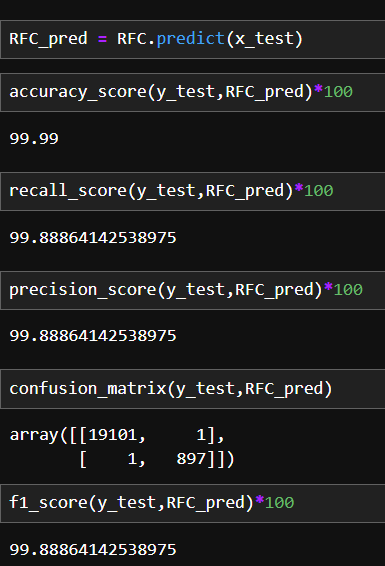 RFC_pred = RFC.predict(x_test)
accuracy_score(y_test,RFC_pred)*100
99.99
recall_score(y_test,RFC_pred)*100
99.88864142538975
precision_score(y_test,RFC_pred)*100
99.88864142538975
confusion_matrix(y_test,RFC_pred)
array([[19101,     1],
       [    1,   897]])
f1_score(y_test,RFC_pred)*100
99.88864142538975